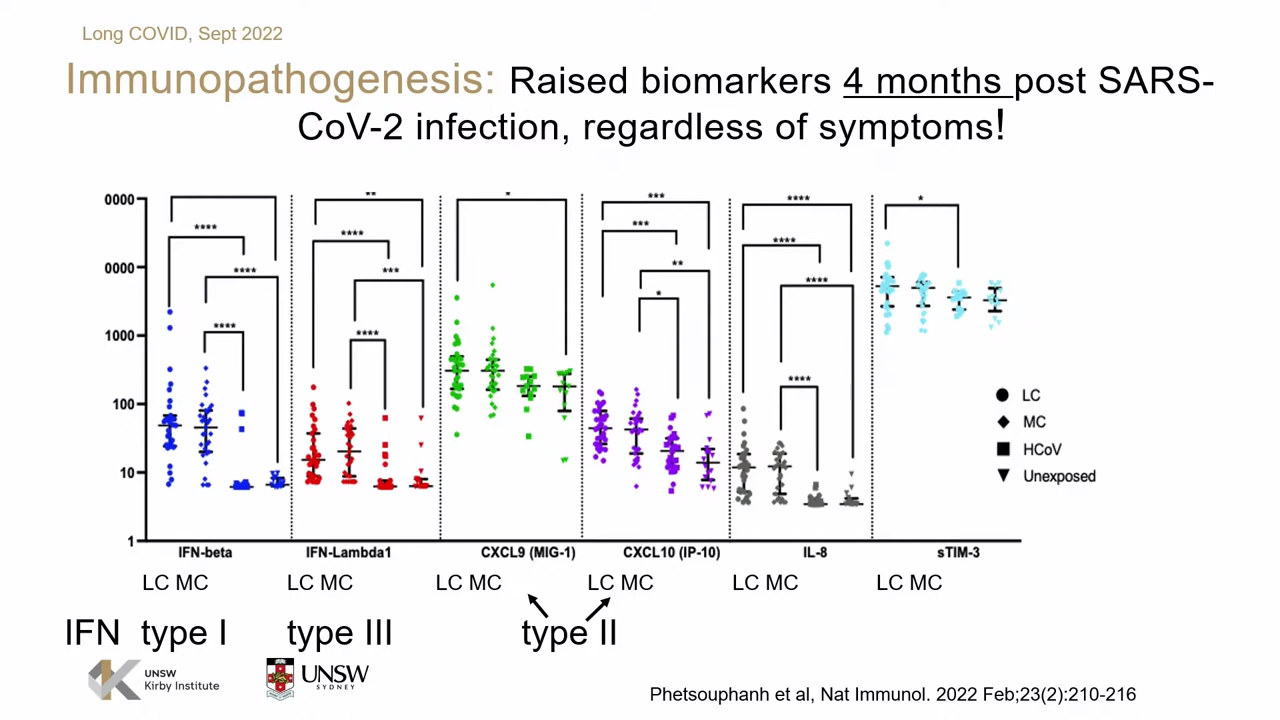 Long COVID, Sept 2022
Immunopathogenesis: Raised biomarkers 4 months post SARS-
CoV-2 infection, regardless of symptoms!
0000
0000
1000
100
10
1
****
****
****
**
****
***
****
*
***
***
**
*
****
****
****
****
*
LC
MC
HCoV
Unexposed
IFN-beta IFN-Lambda1 CXCL9 (MIG-1) CXCL10 (IP-10) IL-8 sTIM-3
LC MC LC MC LC MC LC MC LC MC LC MC
IFN type I type III type II
UNSW
Kirby Institute
UNSW
SYDNEY
Phetsouphanh et al, Nat Immunol. 2022 Feb;23(2):210-216